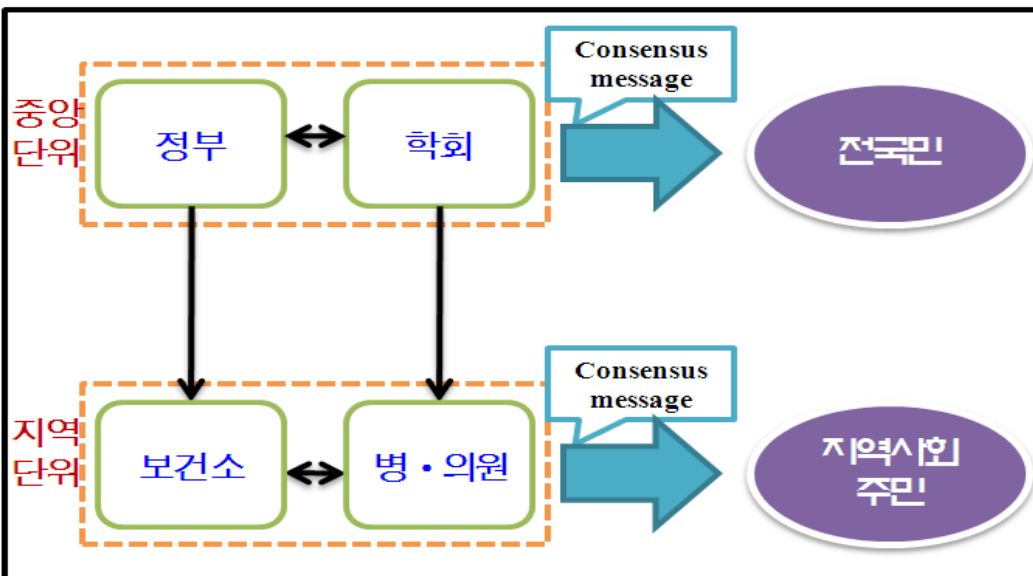 Consensus
message
중앙
단위
정부
학회
전국민
Consensus
message
지역
단위
보건소
병・의원
지역사회
주민